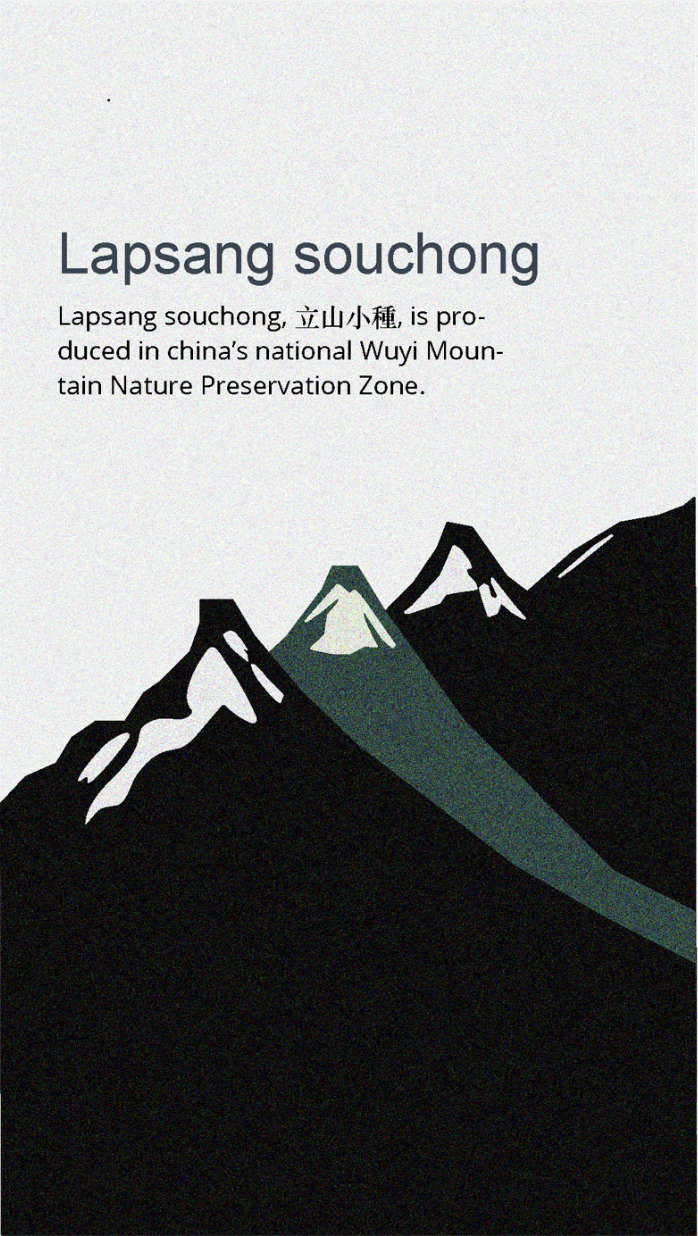 Lapsang souchong
Lapsang souchong, 立山小種, is pro-
duced in china’s national Wuyi Moun-
tain Nature Preservation Zone.